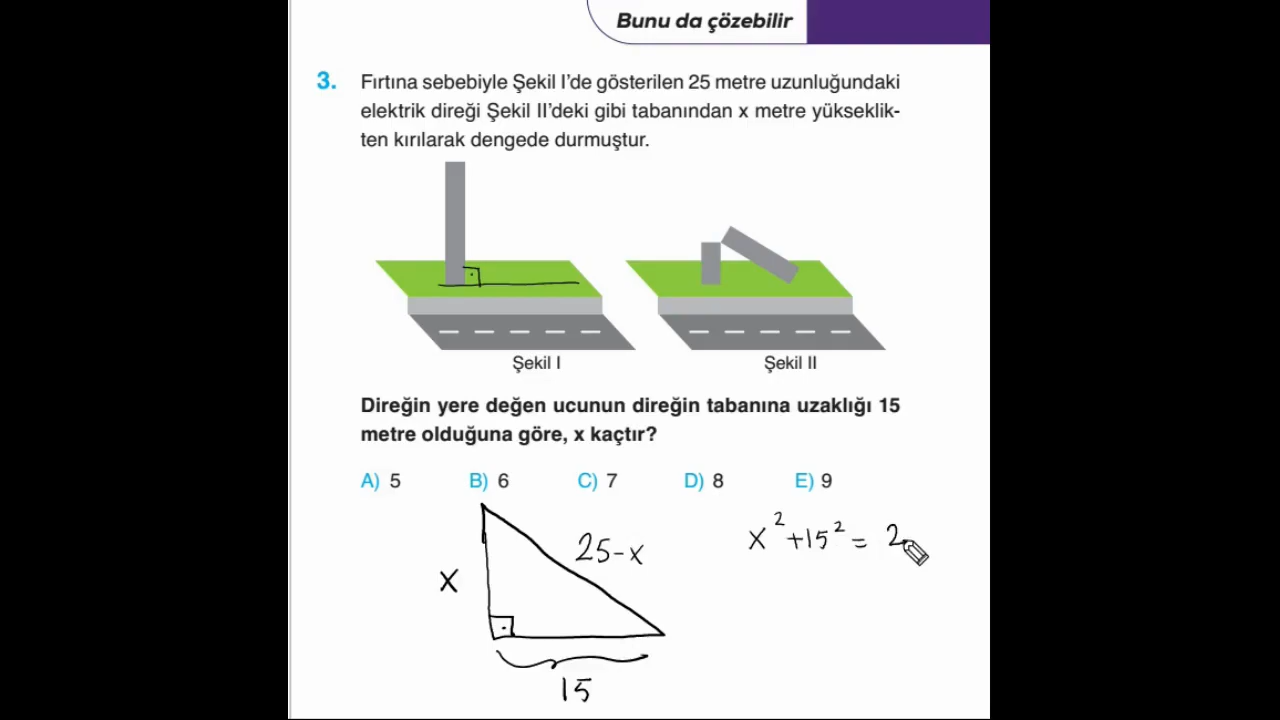 Bunu da çözebilir
3. Fırtına sebebiyle Şekil I'de gösterilen 25 metre uzunluğundaki
elektrik direği Şekil II'deki gibi tabanından x metre yükseklik-
ten kırılarak dengede durmuştur.
Şekil I Şekil II
Direğin yere değen ucunun direğin tabanına uzaklığı 15
metre olduğuna göre, x kaçtır?
A) 5 B) 6 C) 7 D) 8 E) 9
x² + 15² = 2
25-x
x
15